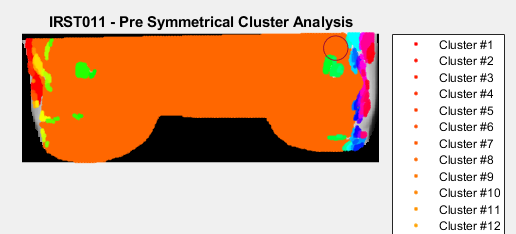 IRST011 - Pre Symmetrical Cluster Analysis
Cluster #1
Cluster #2
Cluster #3
Cluster #4
Cluster #5
Cluster #6
Cluster #7
Cluster #8
Cluster #9
Cluster #10
Cluster #11
Cluster #12